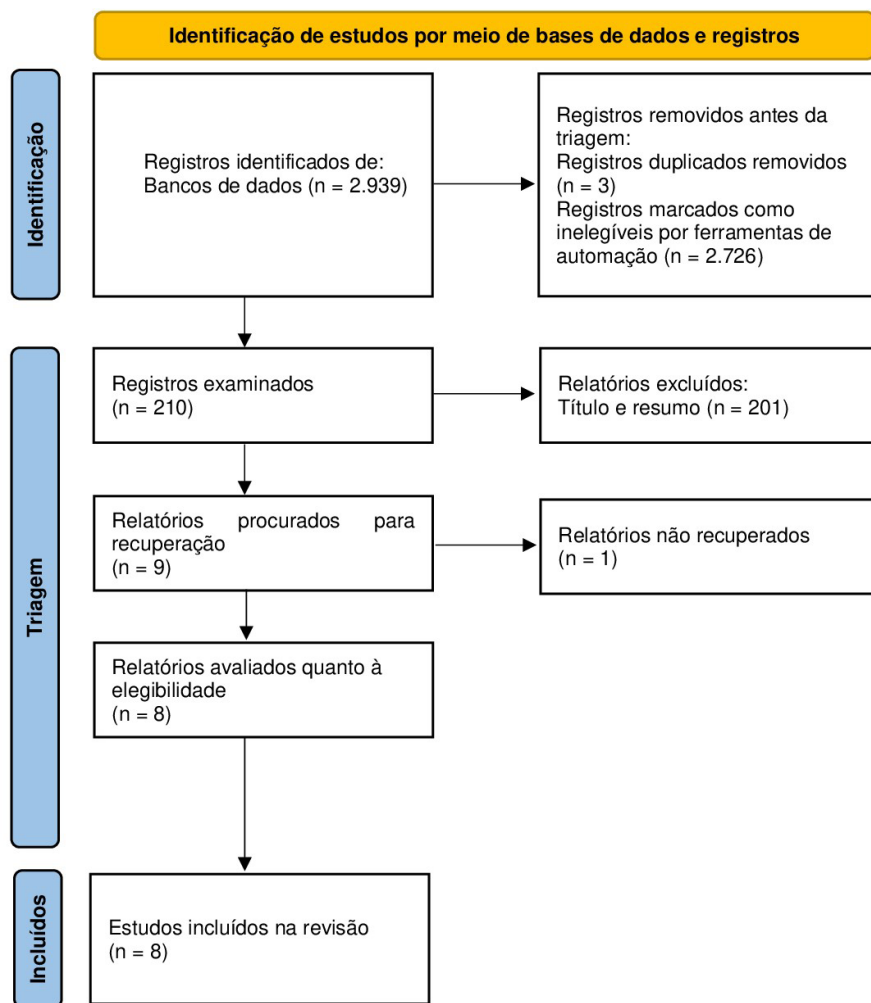 Identificação de estudos por meio de bases de dados e registros
Identificação
Registros identificados de:
Bancos de dados (n = 2.939)
Registros removidos antes da
triagem:
Registros duplicados removidos
(n = 3)
Registros marcados como
inelegíveis por ferramentas de
automação (n = 2.726)
Triagem
Registros examinados
(n = 210)
Relatórios excluídos:
Título e resumo (n = 201)
Relatórios procurados para
recuperação
(n = 9)
Relatórios não recuperados
(n = 1)
Relatórios avaliados quanto à
elegibilidade
(n = 8)
Incluídos
Estudos incluídos na revisão
(n = 8)